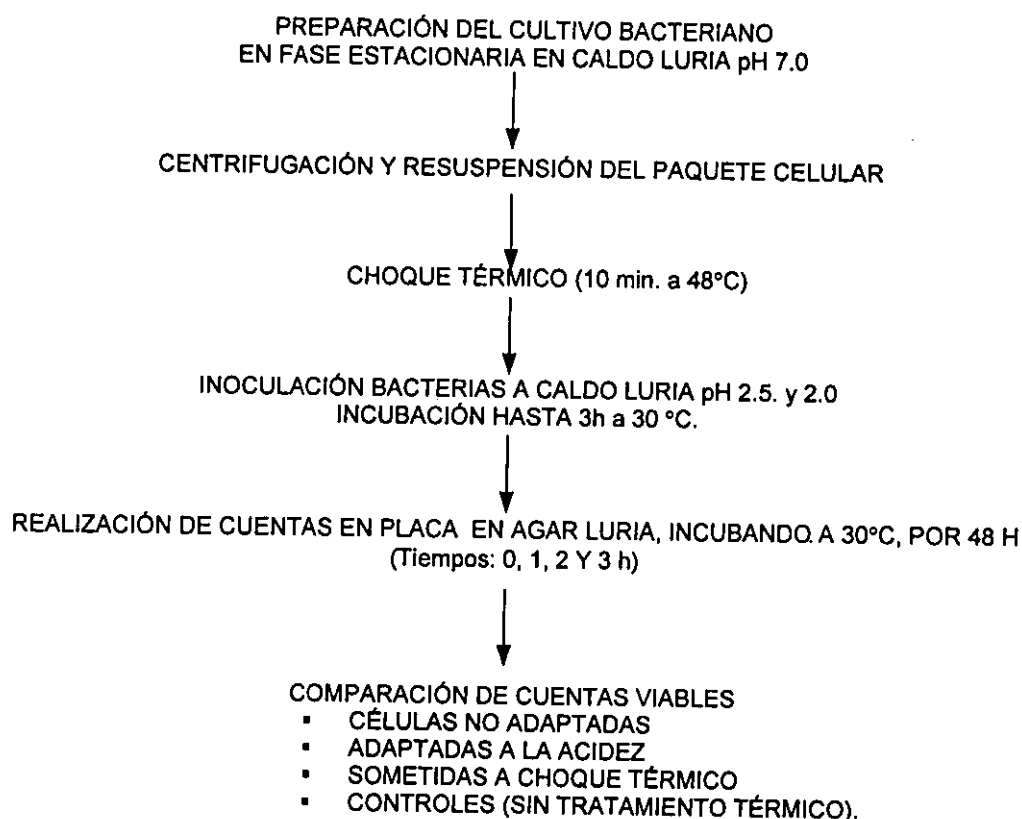 PREPARACIÓN DEL CULTIVO BACTERIANO
EN FASE ESTACIONARIA EN CALDO LURIA pH 7.0
CENTRIFUGACIÓN Y RESUSPENSIÓN DEL PAQUETE CELULAR
CHOQUE TÉRMICO (10 min. a 48°C)
INOCULACIÓN BACTERIAS A CALDO LURIA pH 2.5. y 2.0
INCUBACIÓN HASTA 3h a 30 °C.
REALIZACIÓN DE CUENTAS EN PLACA EN AGAR LURIA, INCUBANDO A 30°C, POR 48 H
(Tiempos: 0, 1, 2 Y 3 h)
COMPARACIÓN DE CUENTAS VIABLES
▪ CÉLULAS NO ADAPTADAS
▪ ADAPTADAS A LA ACIDEZ
▪ SOMETIDAS A CHOQUE TÉRMICO
▪ CONTROLES (SIN TRATAMIENTO TÉRMICO).